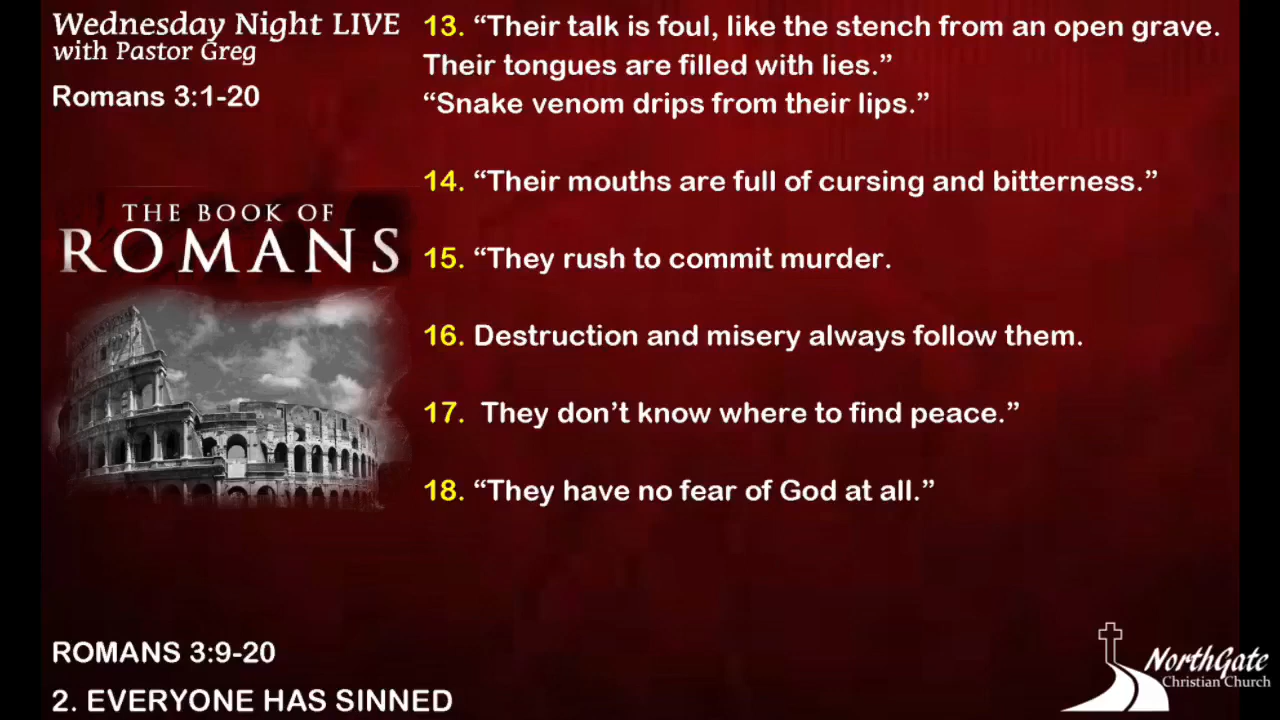 Wednesday Night LIVE
with Pastor Greg
Romans 3:1-20
THE BOOK OF
ROMANS
13. “Their talk is foul, like the stench from an open grave.
Their tongues are filled with lies.”
“Snake venom drips from their lips.”
14. “Their mouths are full of cursing and bitterness.”
15. “They rush to commit murder.
16. Destruction and misery always follow them.
17. They don’t know where to find peace.”
18. “They have no fear of God at all.”
ROMANS 3:9-20
2. EVERYONE HAS SINNED
NorthGate
Christian Church